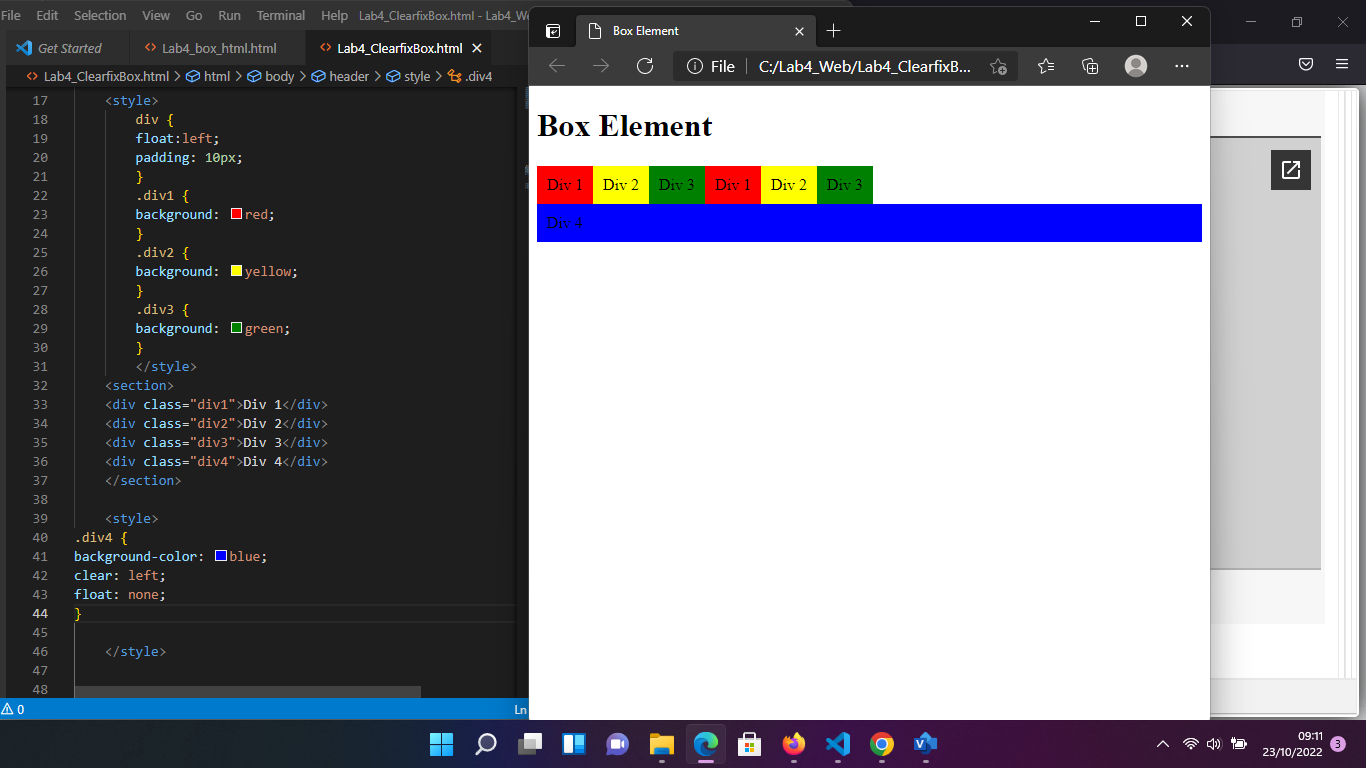 File Edit Selection View Go Run Terminal Help Lab4_ClearfixBox.html - Lab4_We
Get Started Lab4_box_html.html Lab4_ClearfixBox.html
Lab4_ClearfixBox.html > html > body > header > style > .div4
17 <style>
18 div {
19 float:left;
20 padding: 10px;
21 }
22 .div1 {
23 background: red;
24 }
25 .div2 {
26 background: yellow;
27 }
28 .div3 {
29 background: green;
30 }
31 </style>
32 <section>
33 <div class="div1">Div 1</div>
34 <div class="div2">Div 2</div>
35 <div class="div3">Div 3</div>
36 <div class="div4">Div 4</div>
37 </section>
38
39 <style>
40 .div4 {
41 background-color: blue;
42 clear: left;
43 float: none;
44 }
45
46 </style>
47
48
0 Ln
Box Element
File C:/Lab4_Web/Lab4_ClearfixB...
Box Element
Div 1 Div 2 Div 3 Div 1 Div 2 Div 3
Div 4
09:11
23/10/2022 3